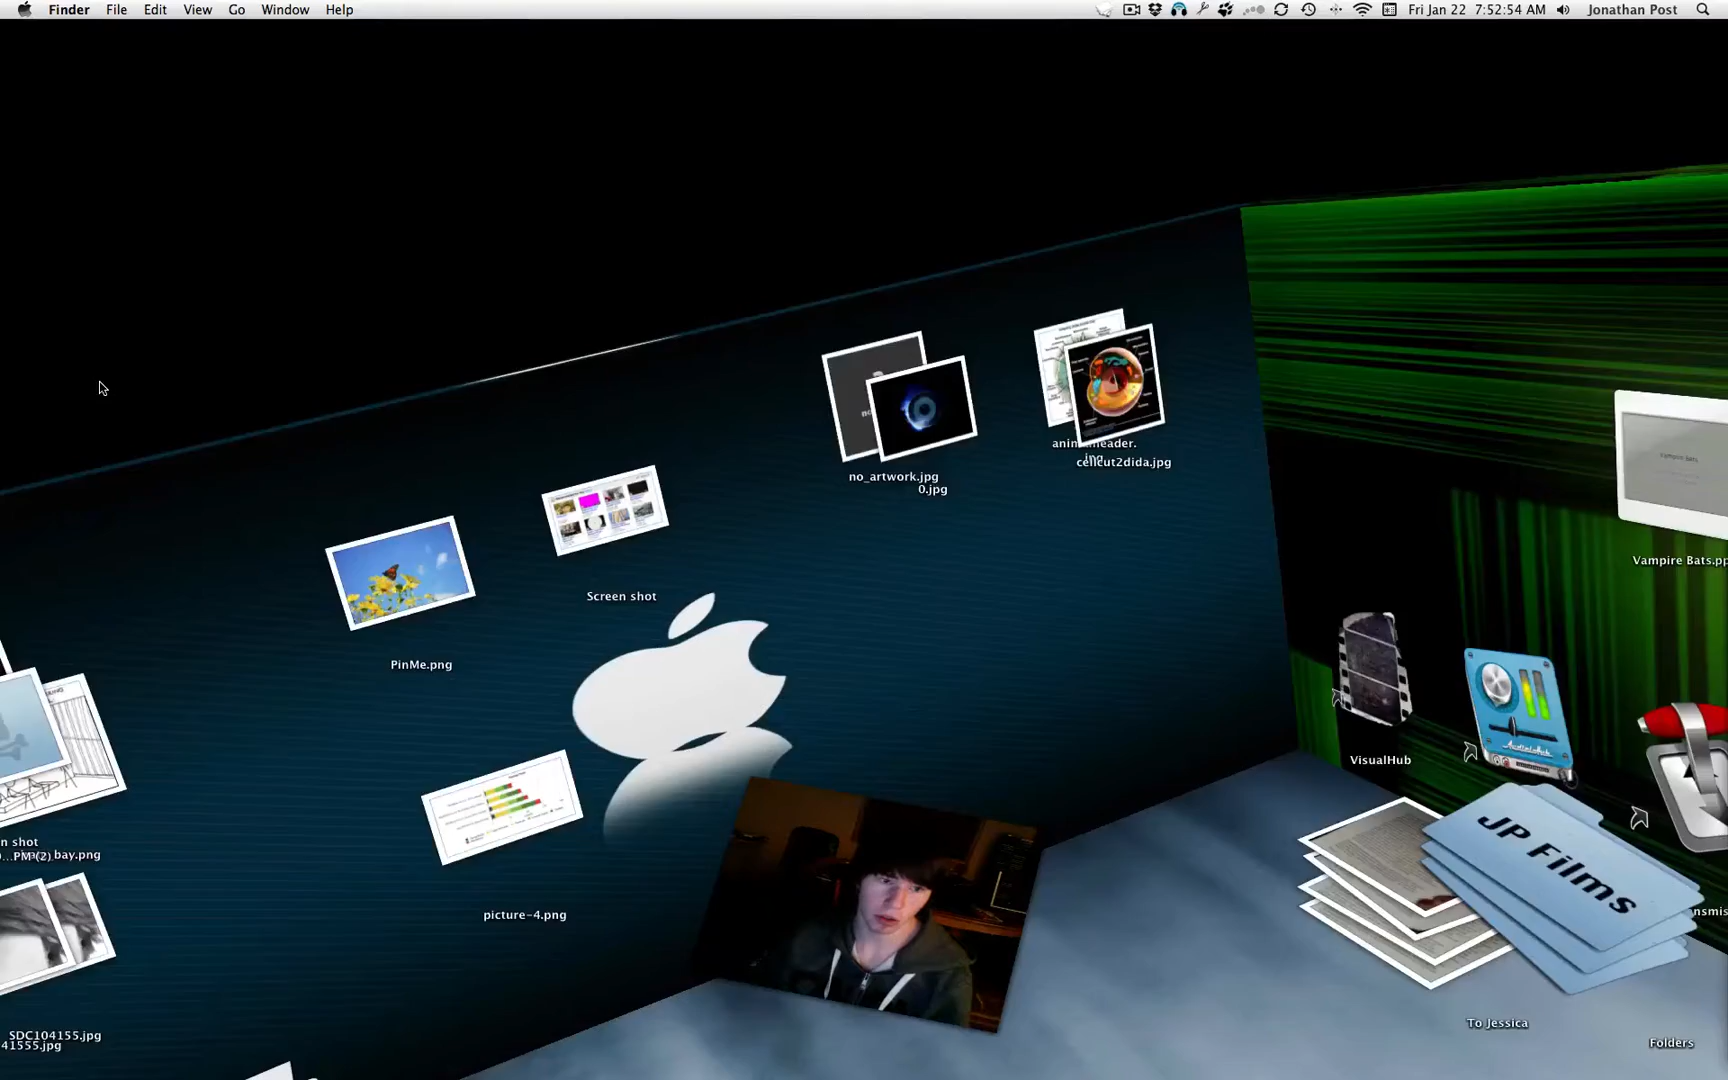 Finder File Edit View Go Window Help
Fri Jan 22 7:52:54 AM Jonathan Post
no_artwork.jpg
0.jpg
cellcut2dida.jpg
Screen shot
PinMe.png
Vampire Bats.pp
VisualHub
JP Films
n shot
bay.png
picture-4.png
SDC104155.jpg
41555.jpg
To Jessica
Folders